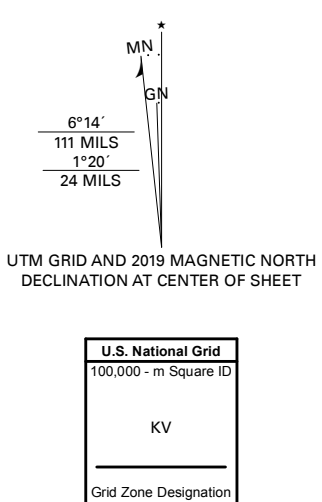 ★
MN
GN
6°14´
111 MILS
1°20´
24 MILS
UTM GRID AND 2019 MAGNETIC NORTH
DECLINATION AT CENTER OF SHEET
U.S. National Grid
100,000 - m Square ID
KV
Grid Zone Designation